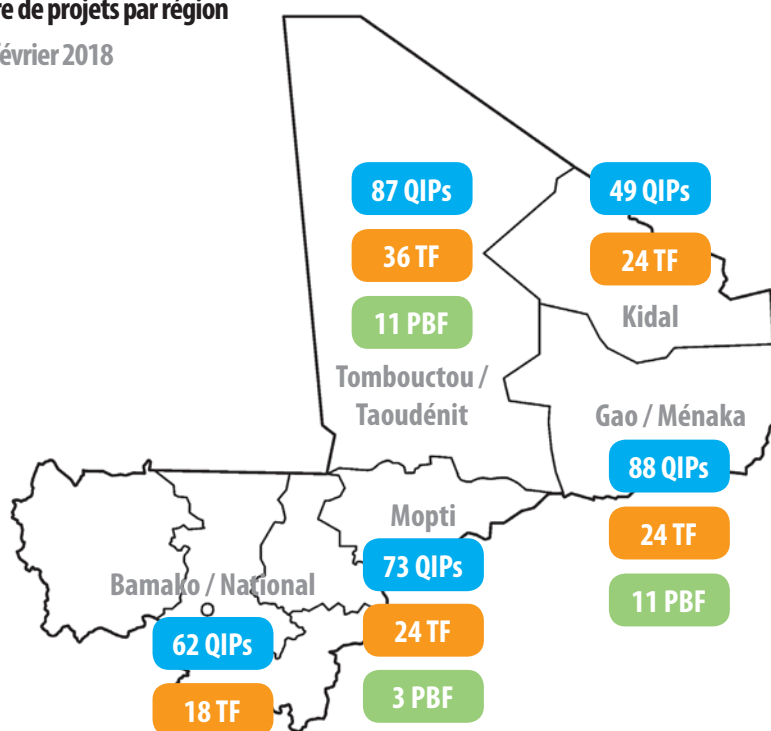 re de projets par région
février 2018
87 QIPs
36 TF
11 PBF
Tombouctou /
Taoudénit
49 QIPs
24 TF
Kidal
Gao / Ménaka
88 QIPs
24 TF
11 PBF
Mopti
73 QIPs
24 TF
3 PBF
Bamako / National
62 QIPs
18 TF